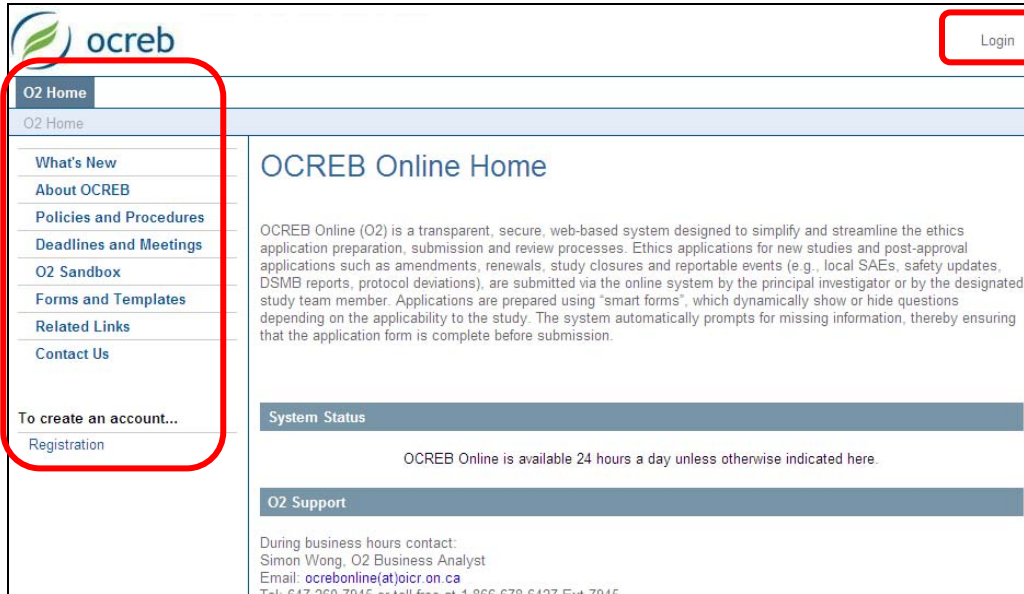 ocreb
Login
O2 Home
O2 Home
What's New
About OCREB
Policies and Procedures
Deadlines and Meetings
O2 Sandbox
Forms and Templates
Related Links
Contact Us
To create an account...
Registration
OCREB Online Home
OCREB Online (O2) is a transparent, secure, web-based system designed to simplify and streamline the ethics
application preparation, submission and review processes. Ethics applications for new studies and post-approval
applications such as amendments, renewals, study closures and reportable events (e.g., local SAEs, safety updates,
DSMB reports, protocol deviations), are submitted via the online system by the principal investigator or by the designated
study team member. Applications are prepared using “smart forms”, which dynamically show or hide questions
depending on the applicability to the study. The system automatically prompts for missing information, thereby ensuring
that the application form is complete before submission.
System Status
OCREB Online is available 24 hours a day unless otherwise indicated here.
O2 Support
During business hours contact:
Simon Wong, O2 Business Analyst
Email: ocrebonline(at)oicr.on.ca